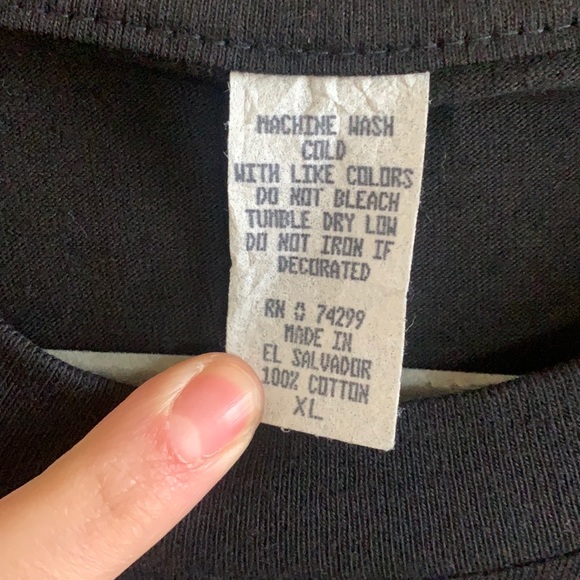 MACHINE WASH
COLD
WITH LIKE COLORS
DO NOT BLEACH
TUMBLE DRY LOW
DO NOT IRON IF
DECORATED
RN # 74299
MADE IN
EL SALVADOR
100% COTTON
XL